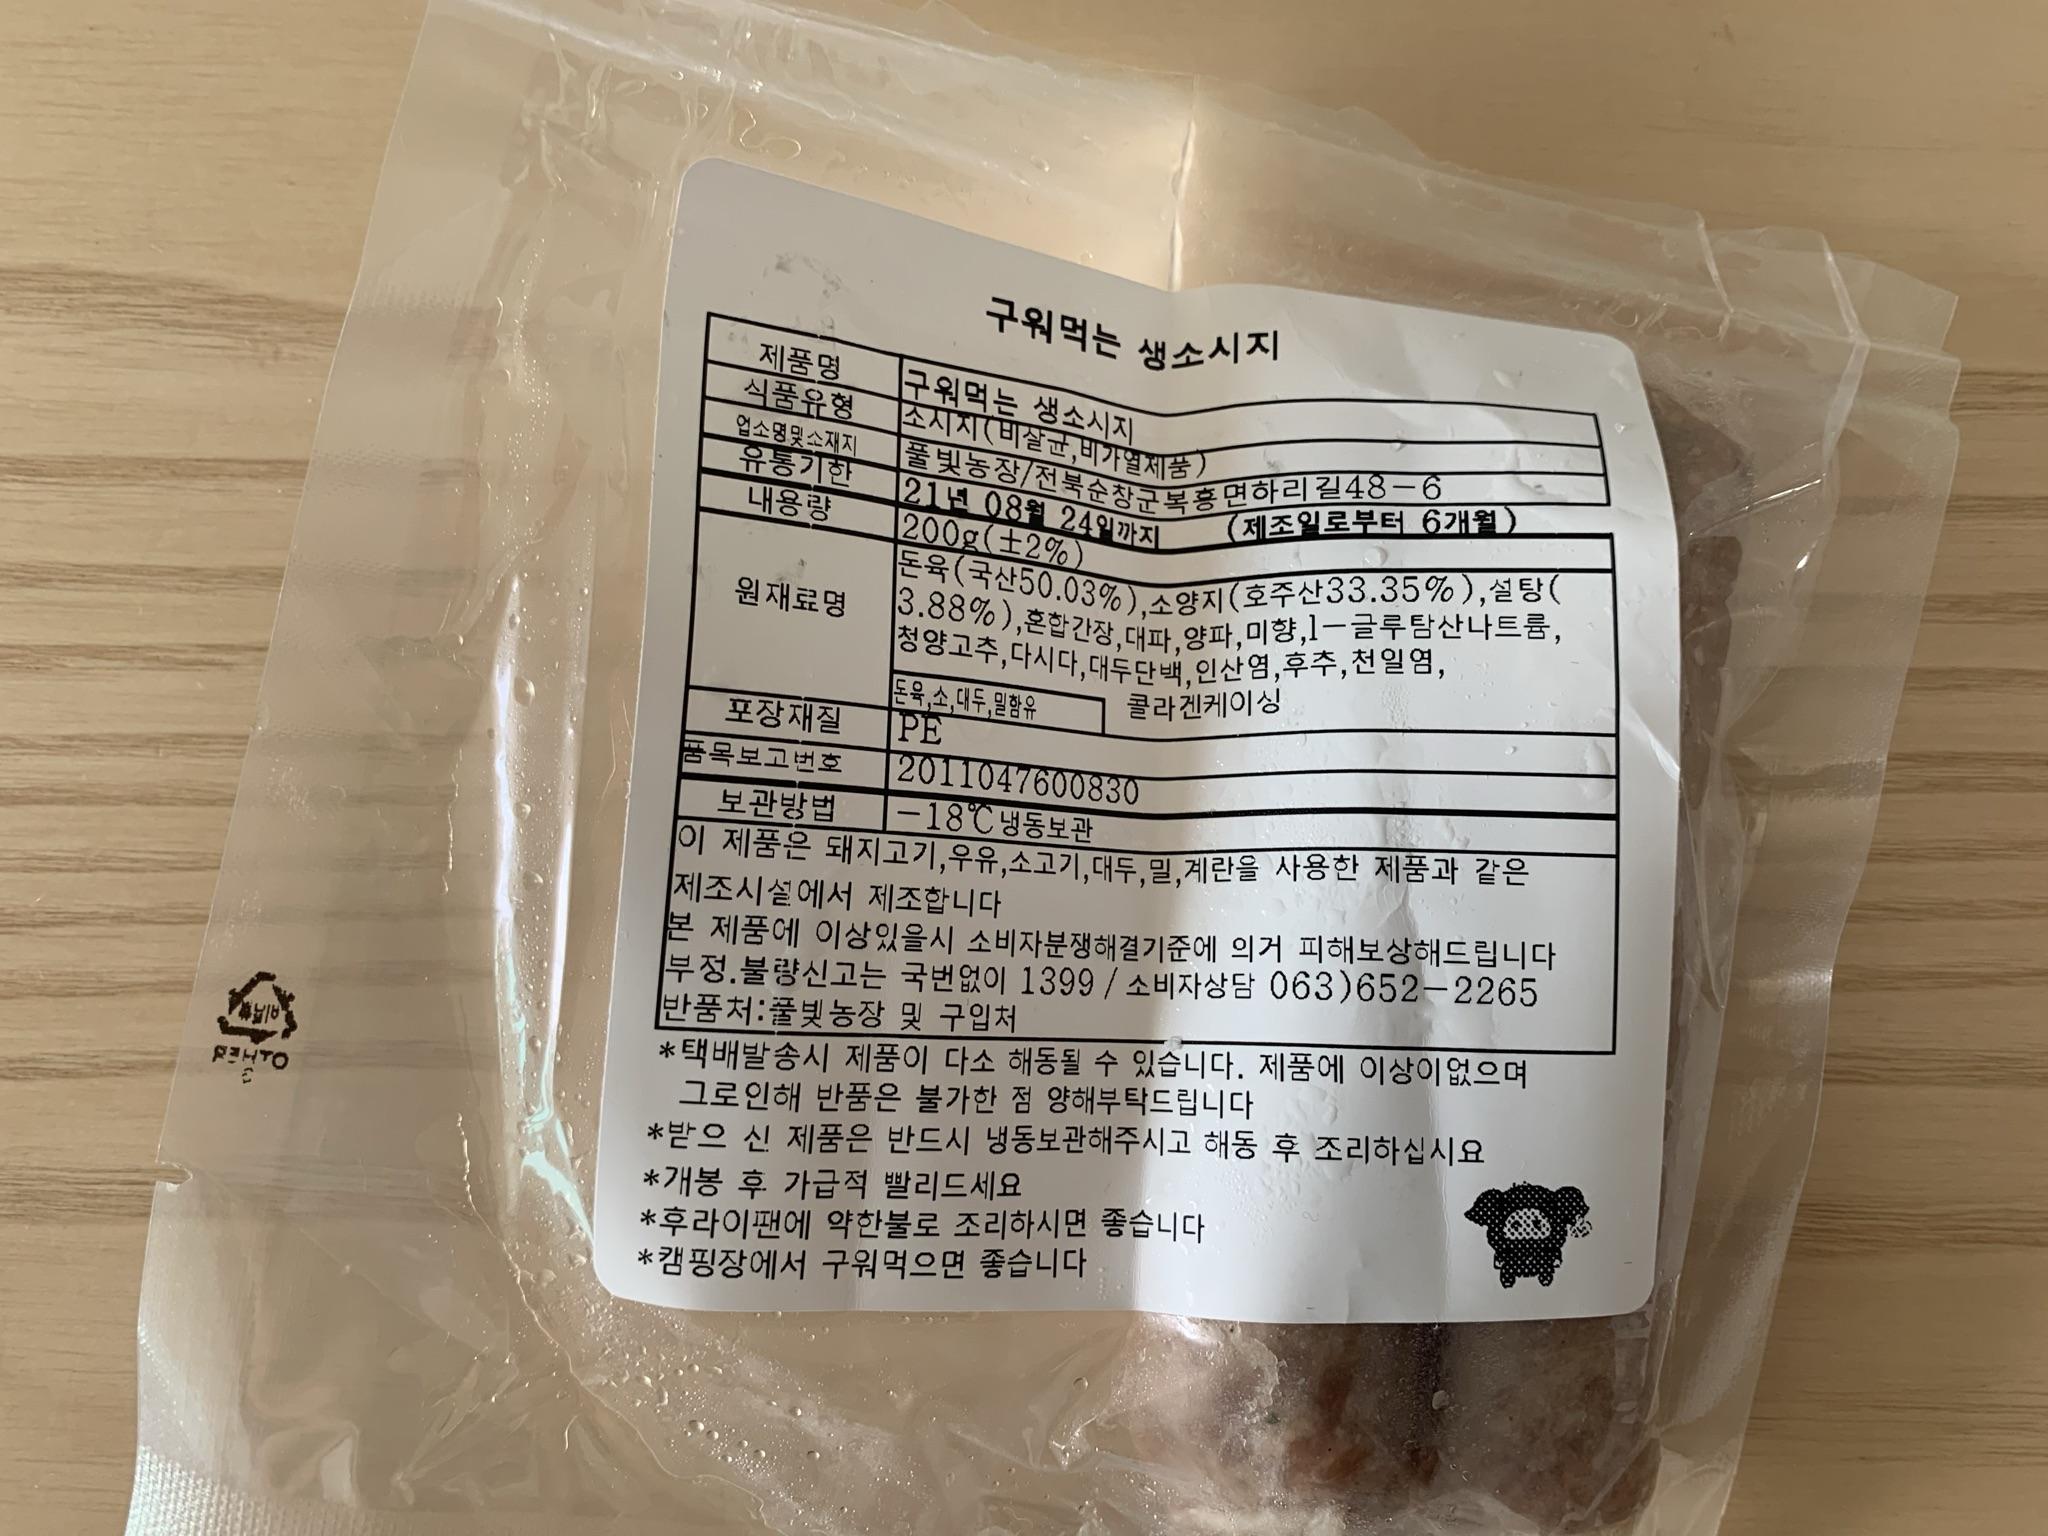 구워먹는 생소시지
제품명 구워먹는 생소시지
식품유형 소시지(비살균,비가열제품)
업소명및소재지 풀빛농장/전북순창군복흥면하리길48-6
유통기한 21년 08월 24일까지 (제조일로부터 6개월)
내용량 200g(±2%)
원재료명 돈육(국산50.03%),소양지(호주산33.35%),설탕(
3.88%),혼합간장,대파,양파,미향,l-글루탐산나트륨,
청양고추,다시다,대두단백,인산염,후추,천일염,
돈육,소,대두,밀함유 콜라겐케이싱
포장재질 PE
품목보고번호 2011047600830
보관방법 -18℃냉동보관
이 제품은 돼지고기,우유,소고기,대두,밀,계란을 사용한 제품과 같은
제조시설에서 제조합니다
본 제품에 이상있을시 소비자분쟁해결기준에 의거 피해보상해드립니다
부정.불량신고는 국번없이 1399 / 소비자상담 063)652-2265
반품처:풀빛농장 및 구입처
*택배발송시 제품이 다소 해동될 수 있습니다. 제품에 이상이없으며
그로인해 반품은 불가한 점 양해부탁드립니다
*받으 신 제품은 반드시 냉동보관해주시고 해동 후 조리하십시요
*개봉 후 가급적 빨리드세요
*후라이팬에 약한불로 조리하시면 좋습니다
*캠핑장에서 구워먹으면 좋습니다